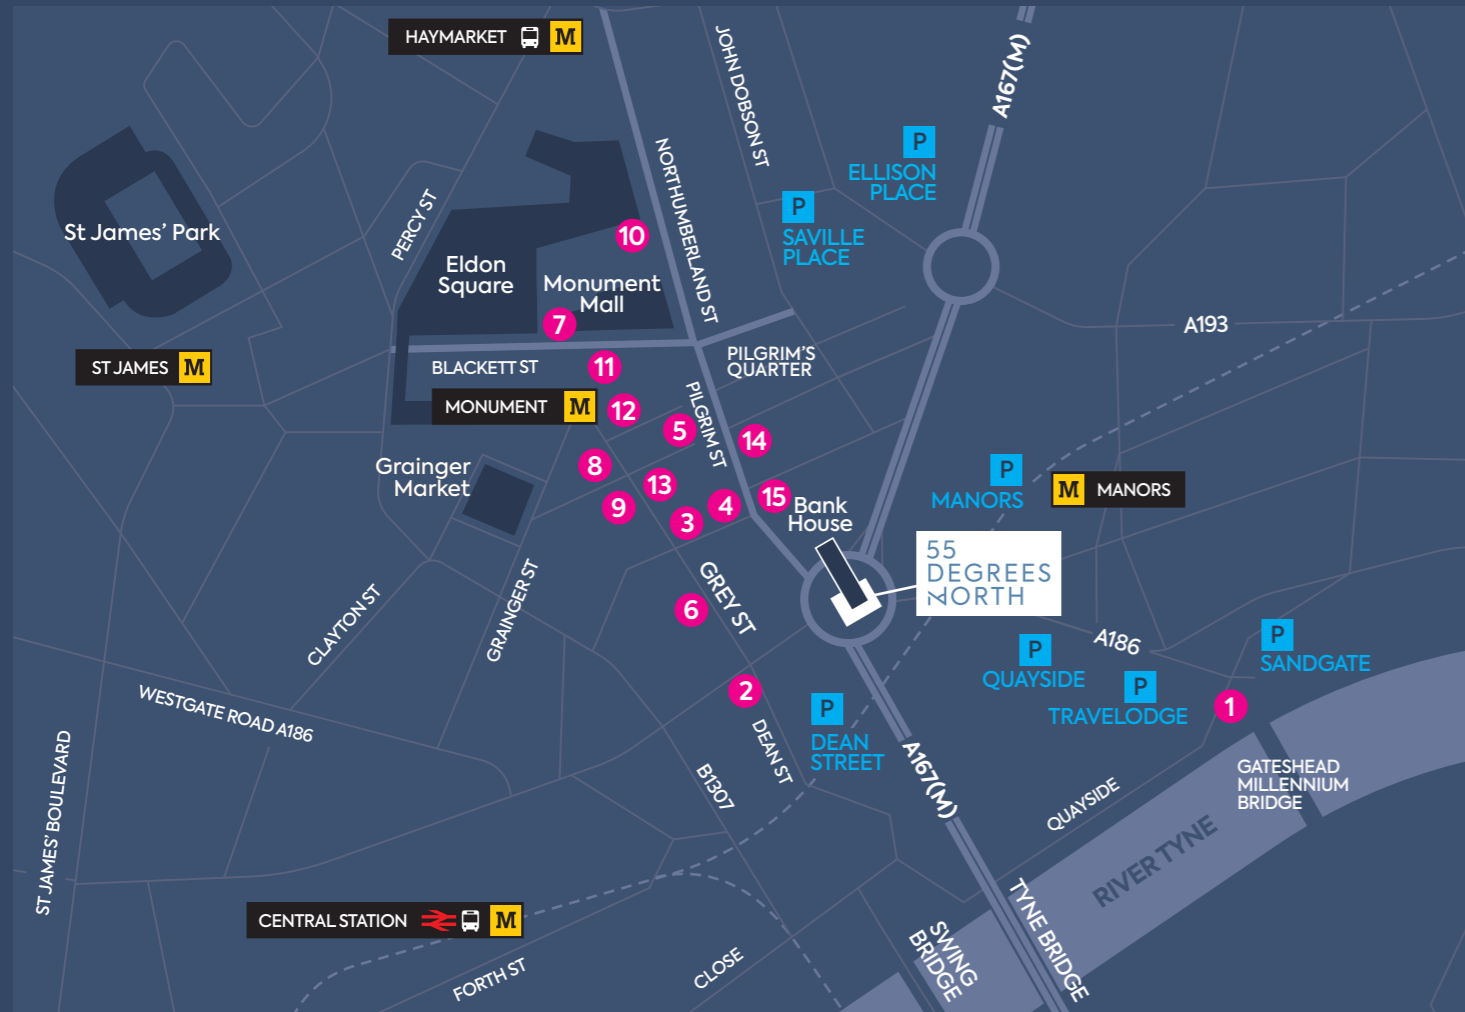 HAYMARKET M
JOHN DOBSON ST
A167(M)
P
ELLISON
PLACE
NORTHUMBERLAND ST
P
SAVILLE
PLACE
PERCY ST
St James' Park
10
Eldon
Square
Monument
Mall
7
A193
ST JAMES M
BLACKETT ST
11
PILGRIM'S
QUARTER
MONUMENT M
12
PILGRIM ST
5
14
Grainger
Market
8
13
9
3
4
15
Bank
House
P
MANORS
M MANORS
55
DEGREES
NORTH
GREY ST
6
CLAYTON ST
GRAINGER ST
A186
P
QUAYSIDE
P
SANDGATE
P
TRAVELODGE
1
2
P
DEAN
STREET
DEAN ST
WESTGATE ROAD A186
B1307
A167(M)
ST JAMES' BOULEVARD
QUAYSIDE
GATESHEAD
MILLENNIUM
BRIDGE
RIVER TYNE
CENTRAL STATION M
FORTH ST
CLOSE
SWING
BRIDGE
TYNE BRIDGE